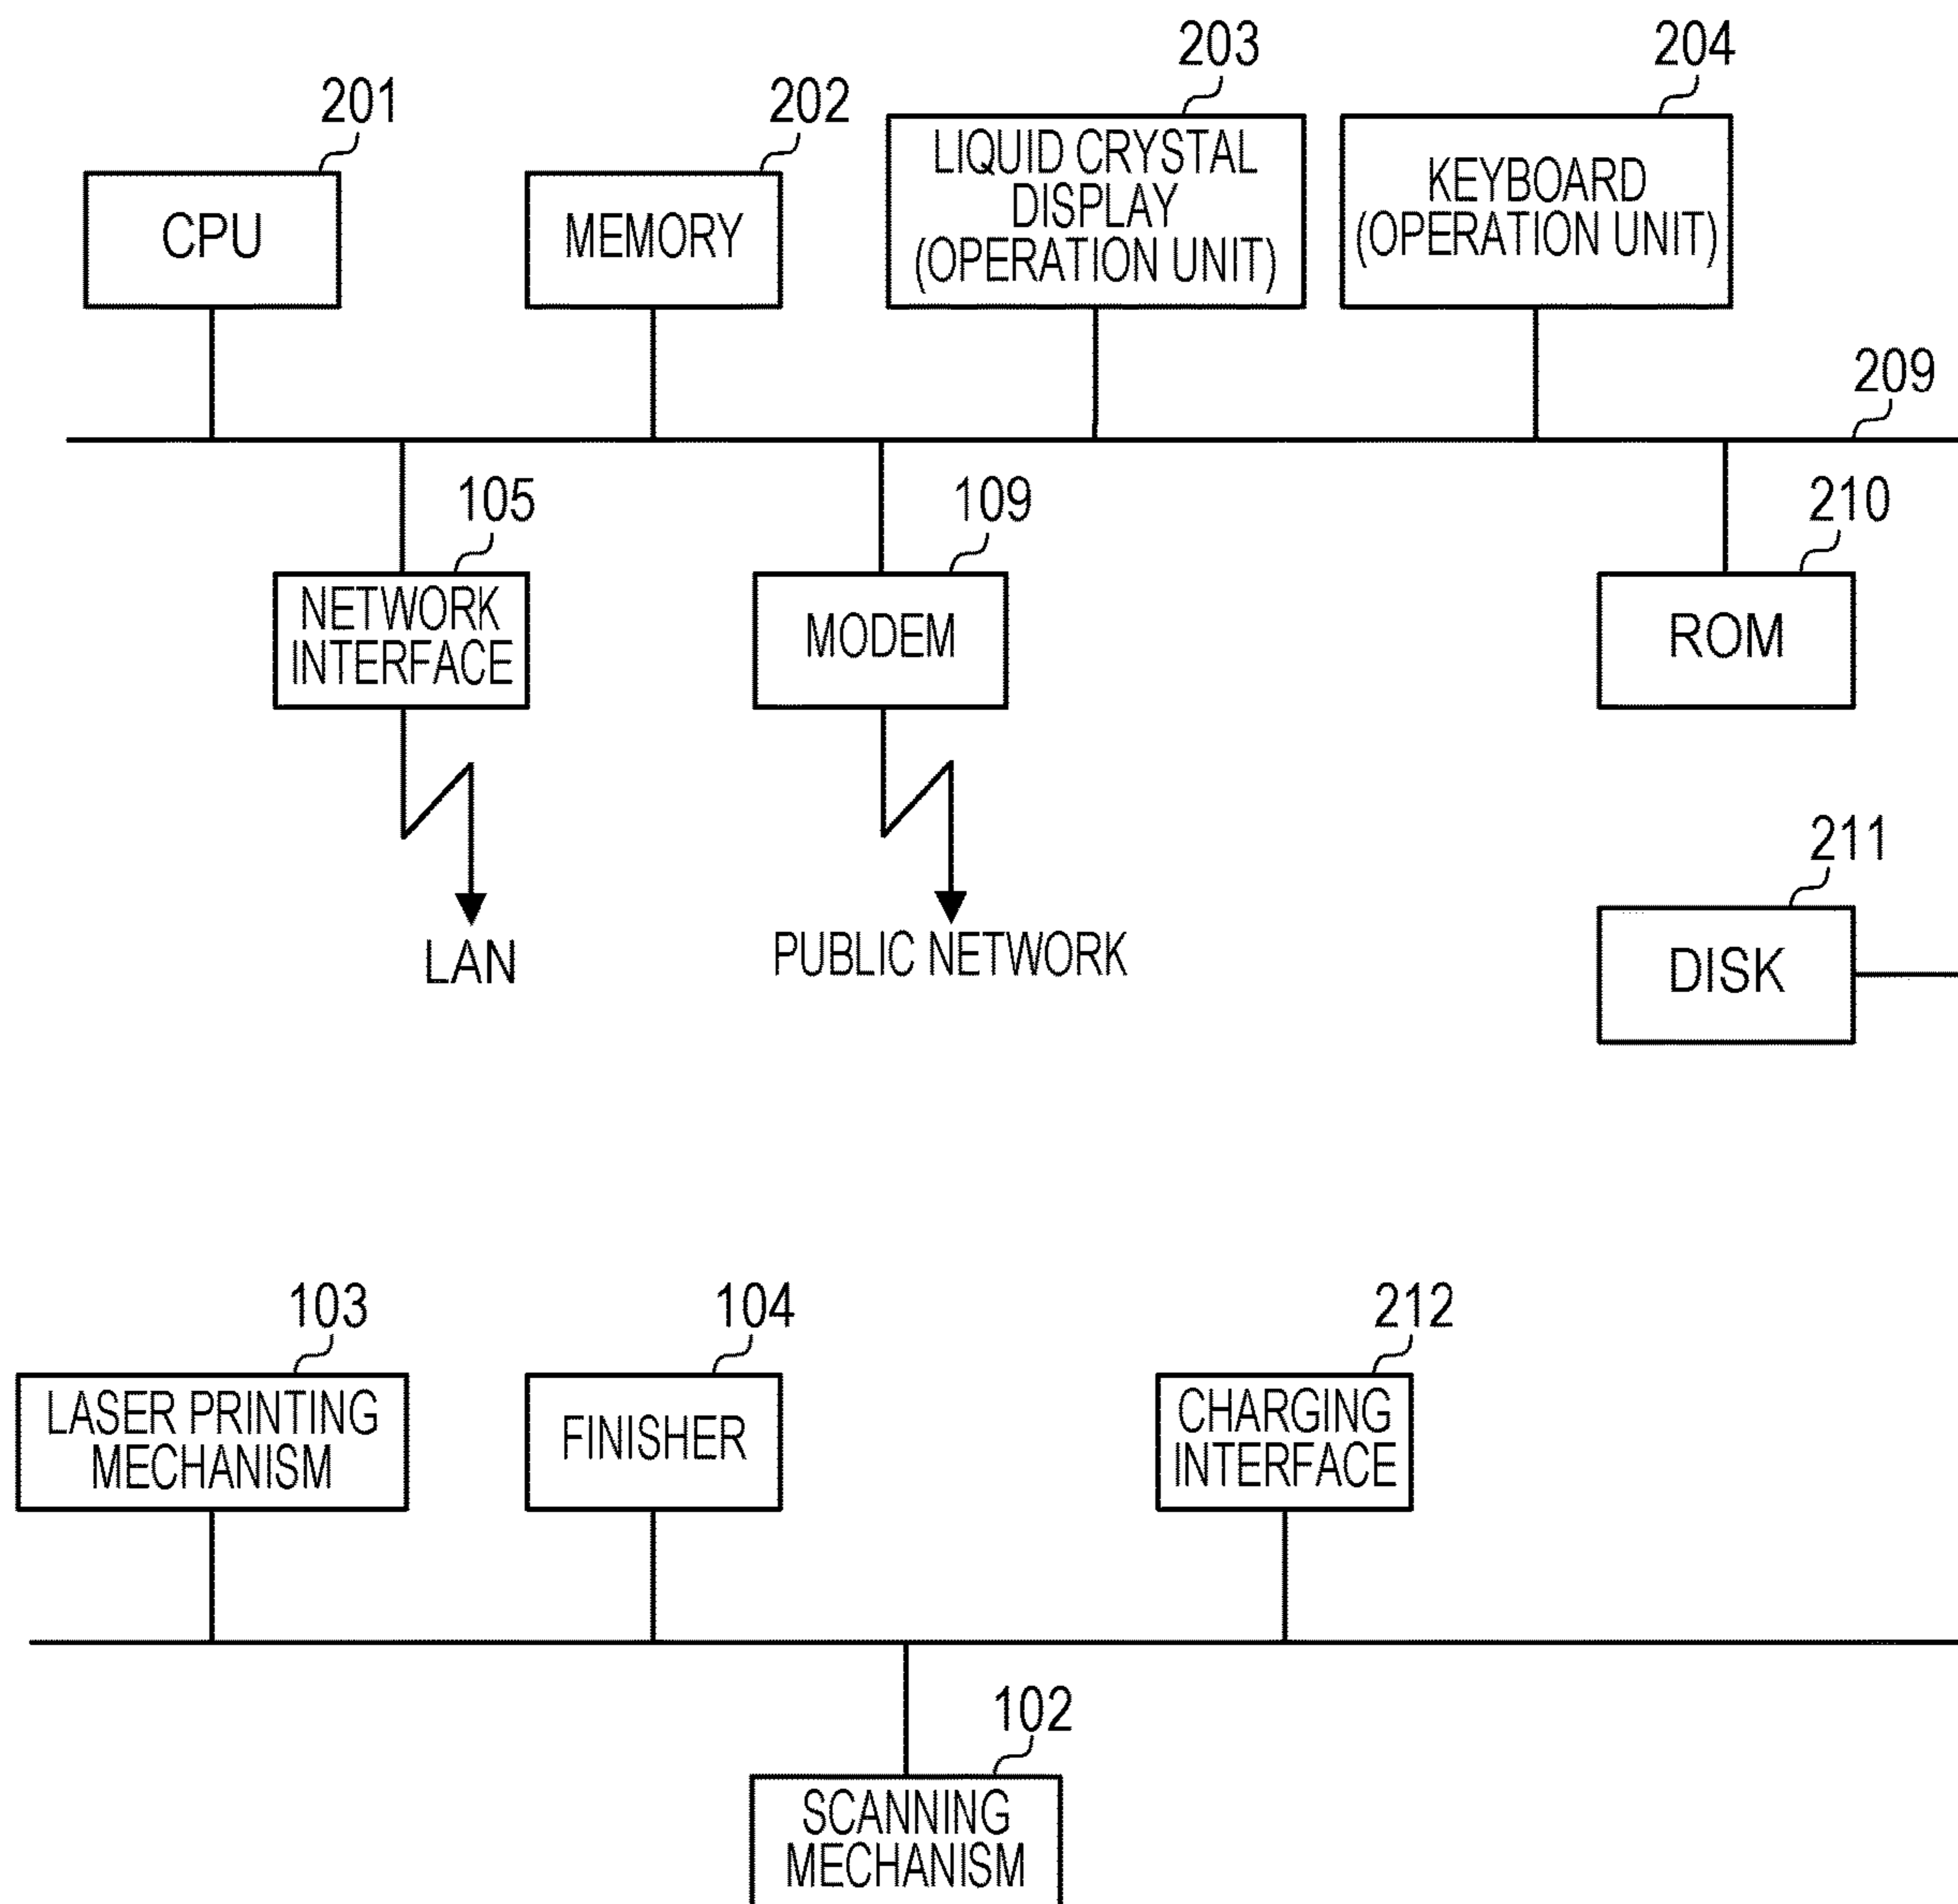 203
204
201
202
LIQUID CRYSTAL
DISPLAY
(OPERATION UNIT)
KEYBOARD
(OPERATION UNIT)
CPU
MEMORY
209
105
109
210
NETWORK
INTERFACE
MODEM
ROM
211
LAN
PUBLIC NETWORK
DISK
103
104
212
LASER PRINTING
MECHANISM
FINISHER
CHARGING
INTERFACE
102
SCANNING
MECHANISM